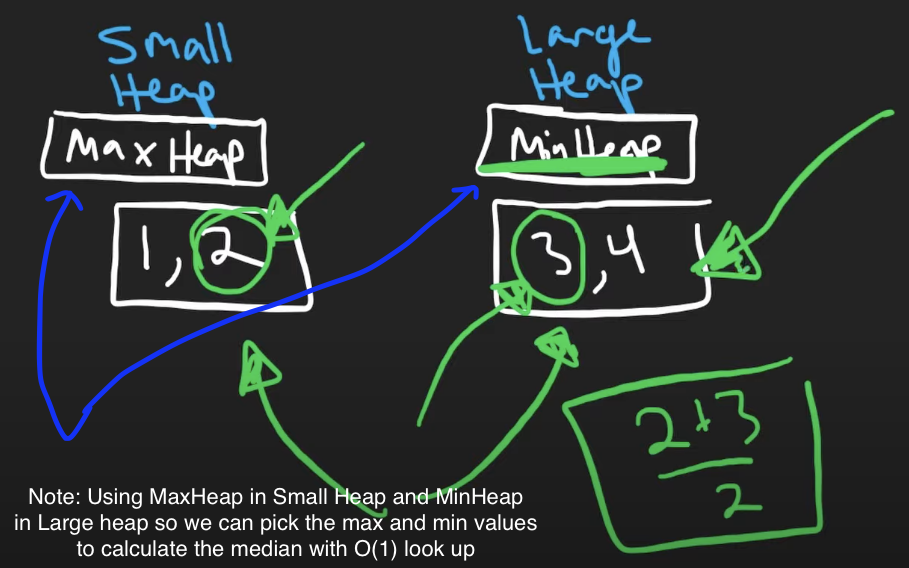 Small
Heap
Large
Heap
Max Heap
Min Heap
1, 2
3, 4
2+3
2
Note: Using MaxHeap in Small Heap and MinHeap
in Large heap so we can pick the max and min values
to calculate the median with O(1) look up